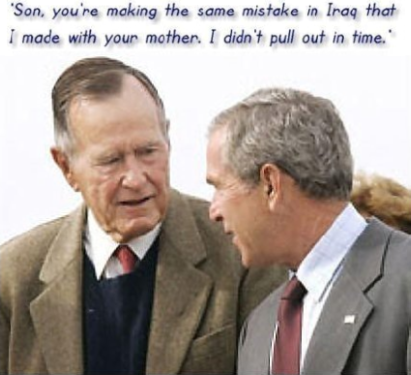 'Son, you're making the same mistake in Iraq that
I made with your mother. I didn't pull out in time.'